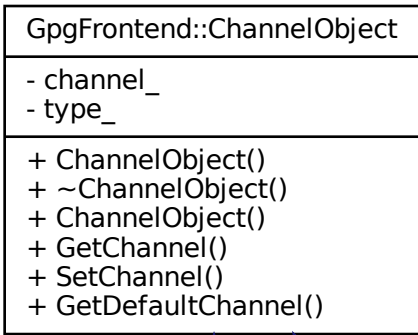 GpgFrontend::ChannelObject
- channel_
- type_
+ ChannelObject()
+ ~ChannelObject()
+ ChannelObject()
+ GetChannel()
+ SetChannel()
+ GetDefaultChannel()